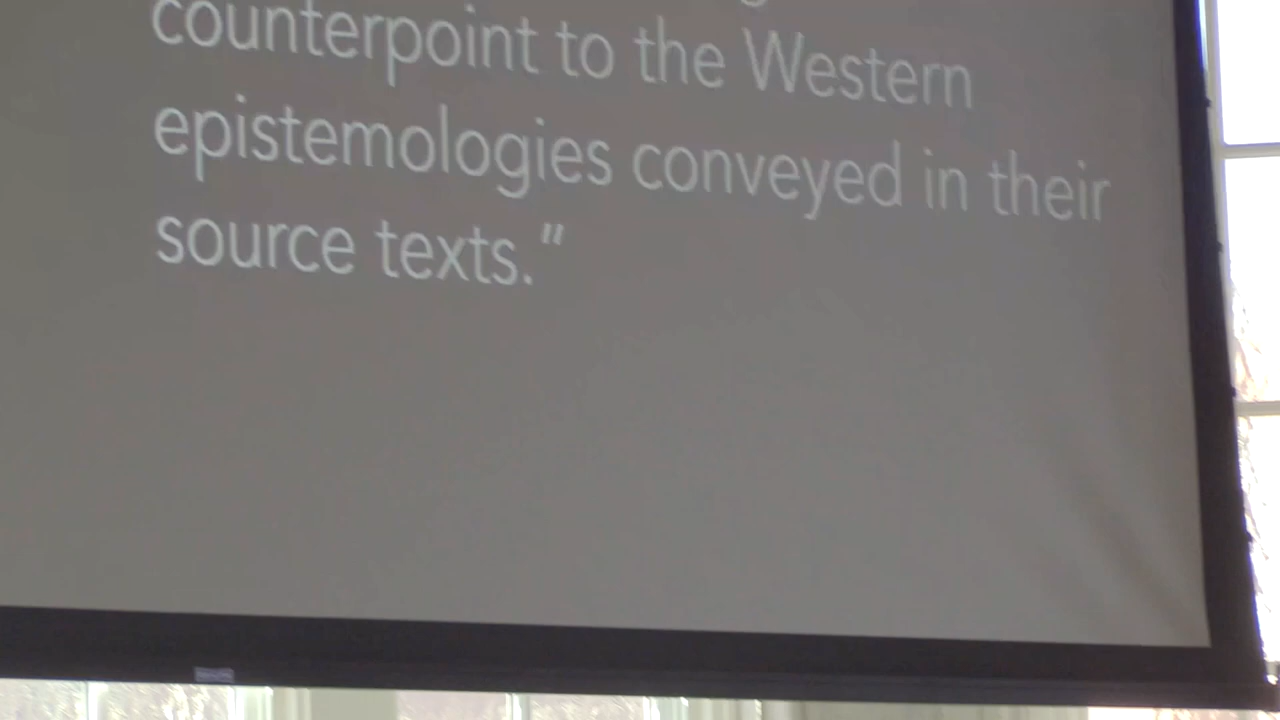 counterpoint to the Western
epistemologies conveyed in their
source texts.”